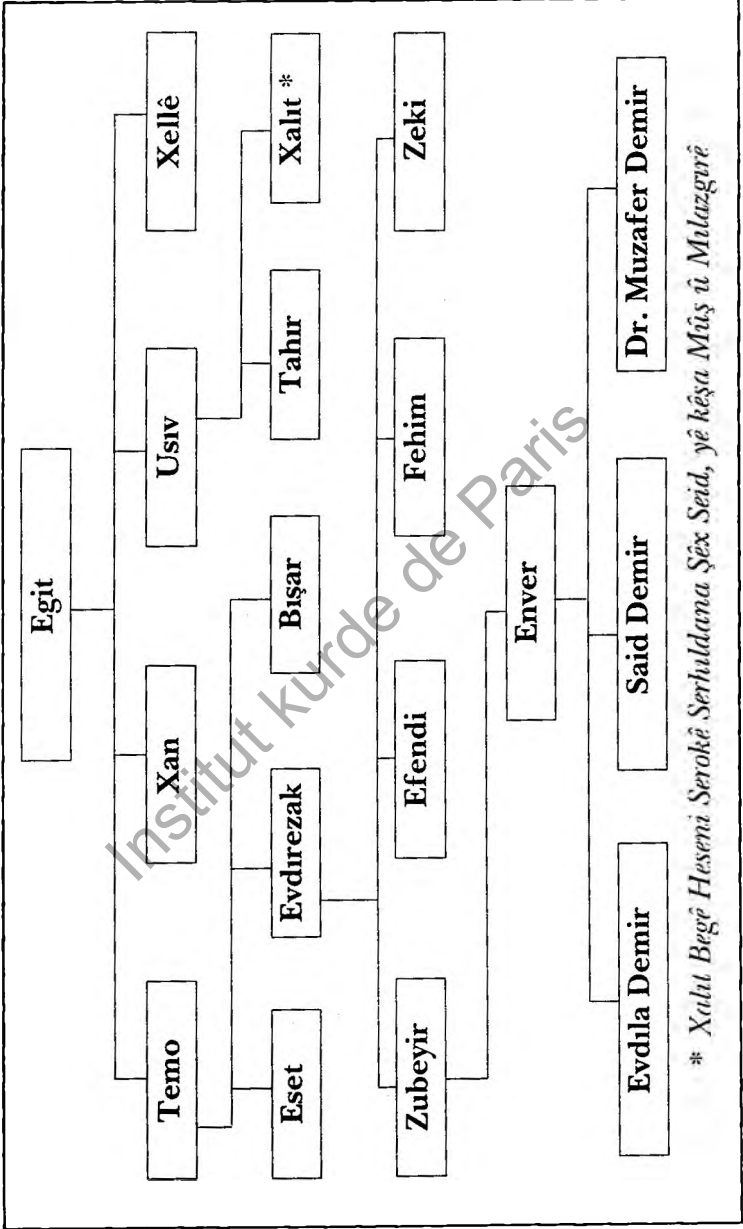 Egit
Temo Xan Usıv Xellê
Eset Evdırezak Bışar Tahır Xalıt *
Zubeyir Efendi Fehim Zeki
Enver
Evdıla Demir Said Demir Dr. Muzafer Demir
* Xalıt Begê Heseni Serokê Serhıldana Şêx Seid, yê kêşa Mûş û Mılazgırê
Institut kurde de Paris